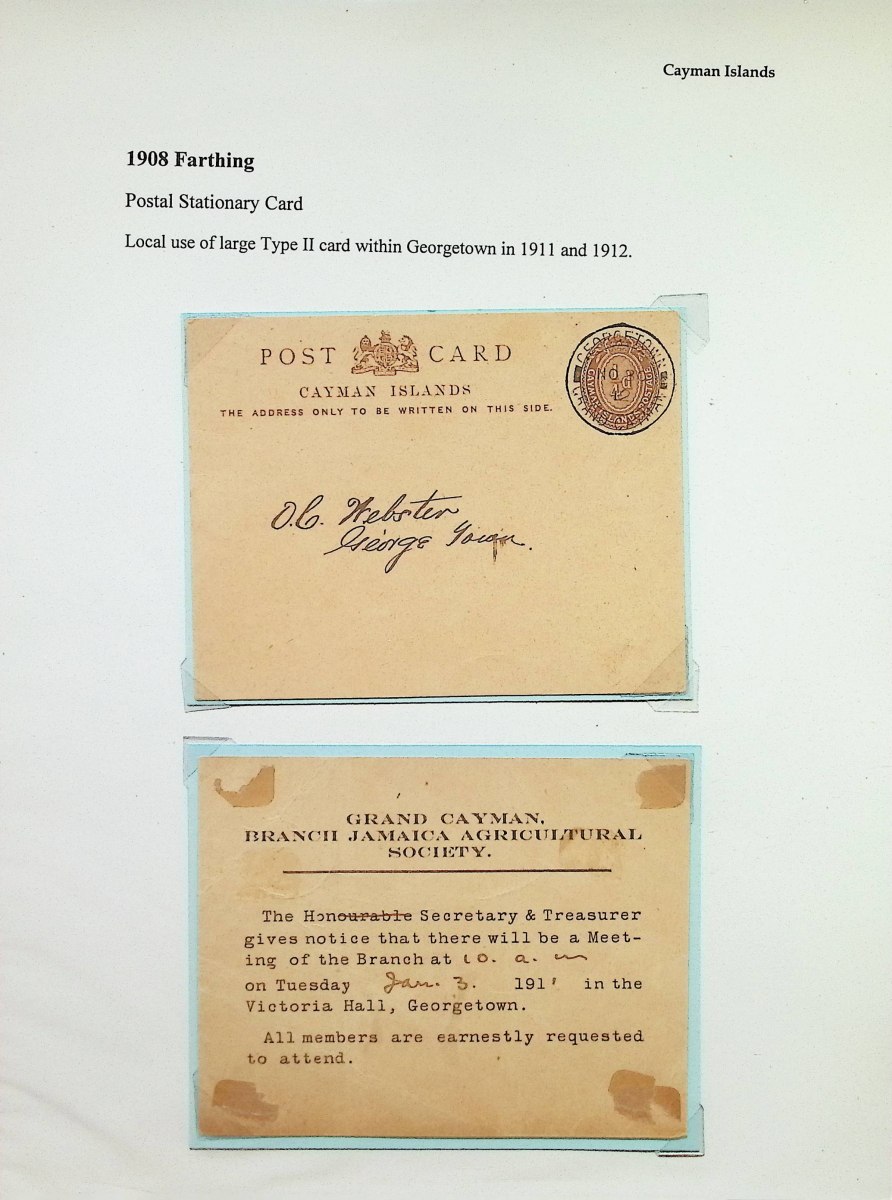 Cayman Islands
1908 Farthing
Postal Stationary Card
Local use of large Type II card within Georgetown in 1911 and 1912.
POST CARD
CAYMAN ISLANDS
THE ADDRESS ONLY TO BE WRITTEN ON THIS SIDE.
GEORGETOWN
GRAND CAYMAN
O.C. Webster
George Town.
GRAND CAYMAN,
BRANCH JAMAICA AGRICULTURAL
SOCIETY.
The Honourable Secretary & Treasurer
gives notice that there will be a Meet-
ing of the Branch at 10. a. m
on Tuesday Jan. 3. 191' in the
Victoria Hall, Georgetown.
All members are earnestly requested
to attend.